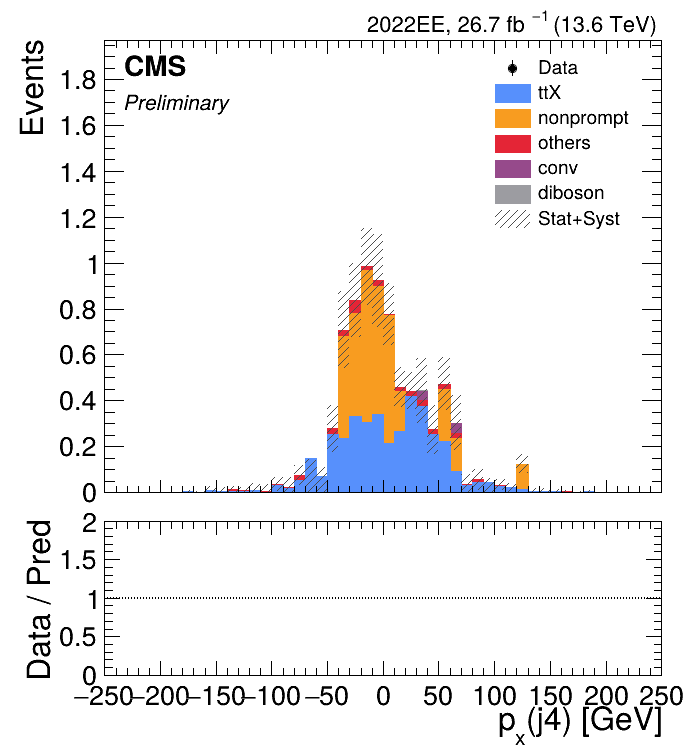 2022EE, 26.7 fb⁻¹ (13.6 TeV)
CMS
Preliminary
Events
1.8
1.6
1.4
1.2
1
0.8
0.6
0.4
0.2
0
Data
ttX
nonprompt
others
conv
diboson
Stat+Syst
Data / Pred
2
1.5
1
0.5
0
−250 −200 −150 −100 −50 0 50 100 150 200 250
pₓ(j4) [GeV]